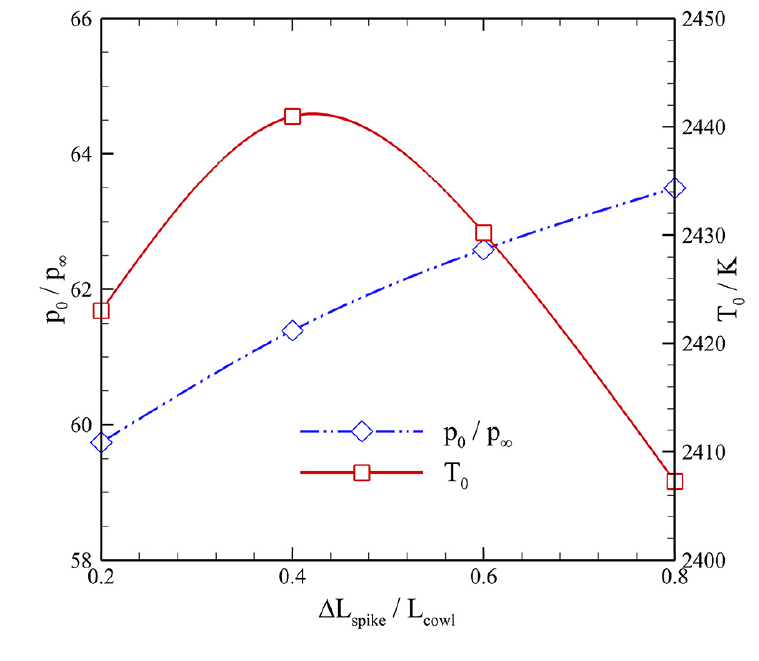 66
64
62
60
58
p₀ / p∞
2450
2440
2430
2420
2410
2400
T₀ / K
p₀ / p∞
T₀
0.2 0.4 0.6 0.8
ΔLspike / Lcowl